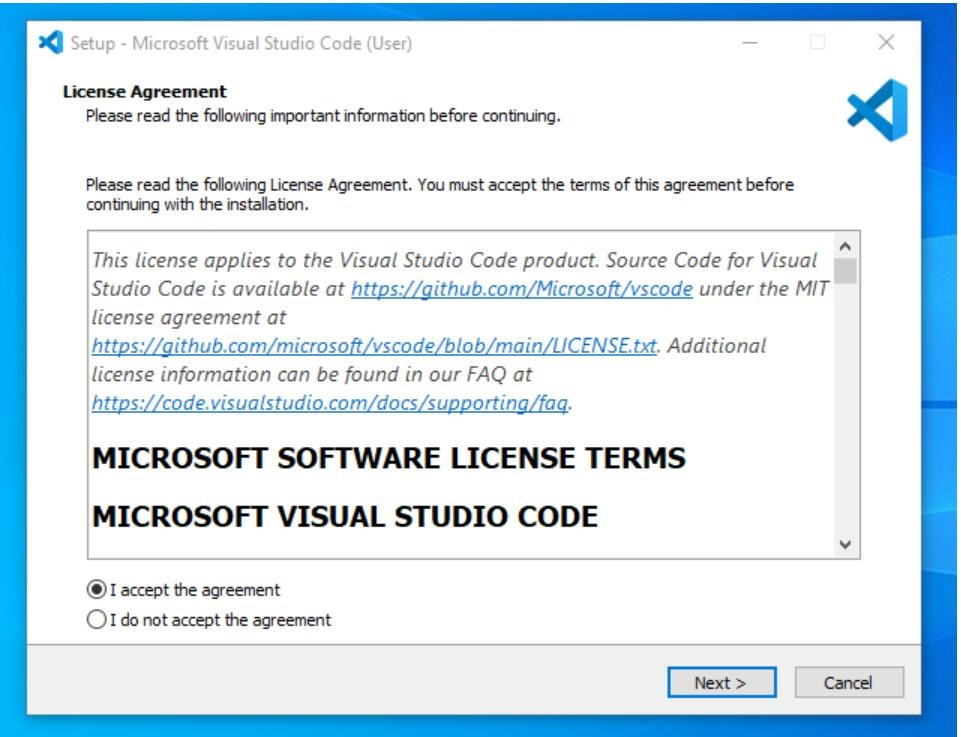 Setup - Microsoft Visual Studio Code (User)
License Agreement
Please read the following important information before continuing.
Please read the following License Agreement. You must accept the terms of this agreement before
continuing with the installation.
This license applies to the Visual Studio Code product. Source Code for Visual
Studio Code is available at https://github.com/Microsoft/vscode under the MIT
license agreement at
https://github.com/microsoft/vscode/blob/main/LICENSE.txt. Additional
license information can be found in our FAQ at
https://code.visualstudio.com/docs/supporting/faq.
MICROSOFT SOFTWARE LICENSE TERMS
MICROSOFT VISUAL STUDIO CODE
I accept the agreement
I do not accept the agreement
Next > Cancel